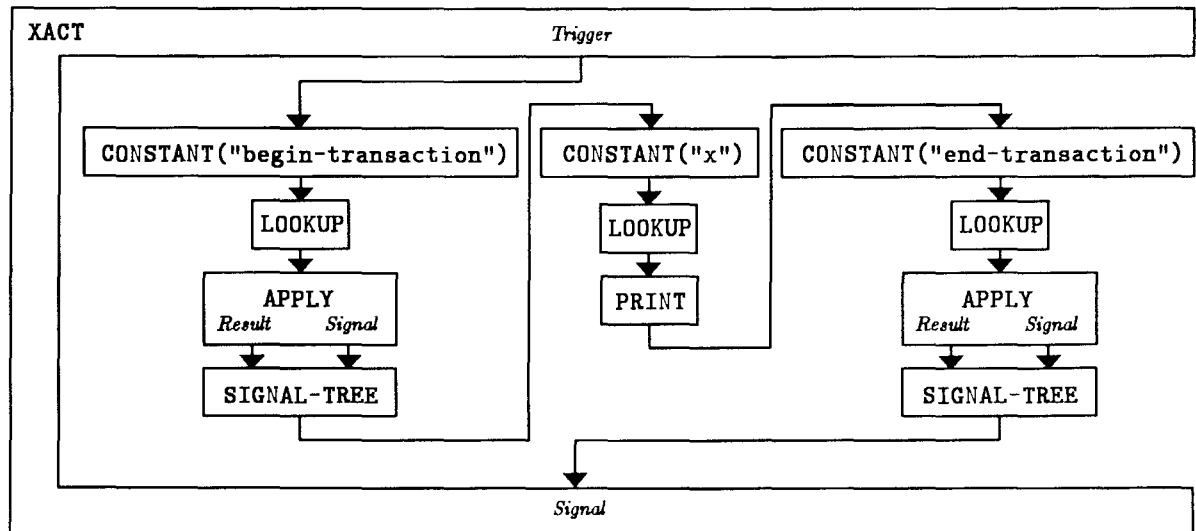 XACT Trigger
CONSTANT("begin-transaction") CONSTANT("x") CONSTANT("end-transaction")
LOOKUP LOOKUP LOOKUP
APPLY PRINT APPLY
Result Signal Result Signal
SIGNAL-TREE SIGNAL-TREE
Signal